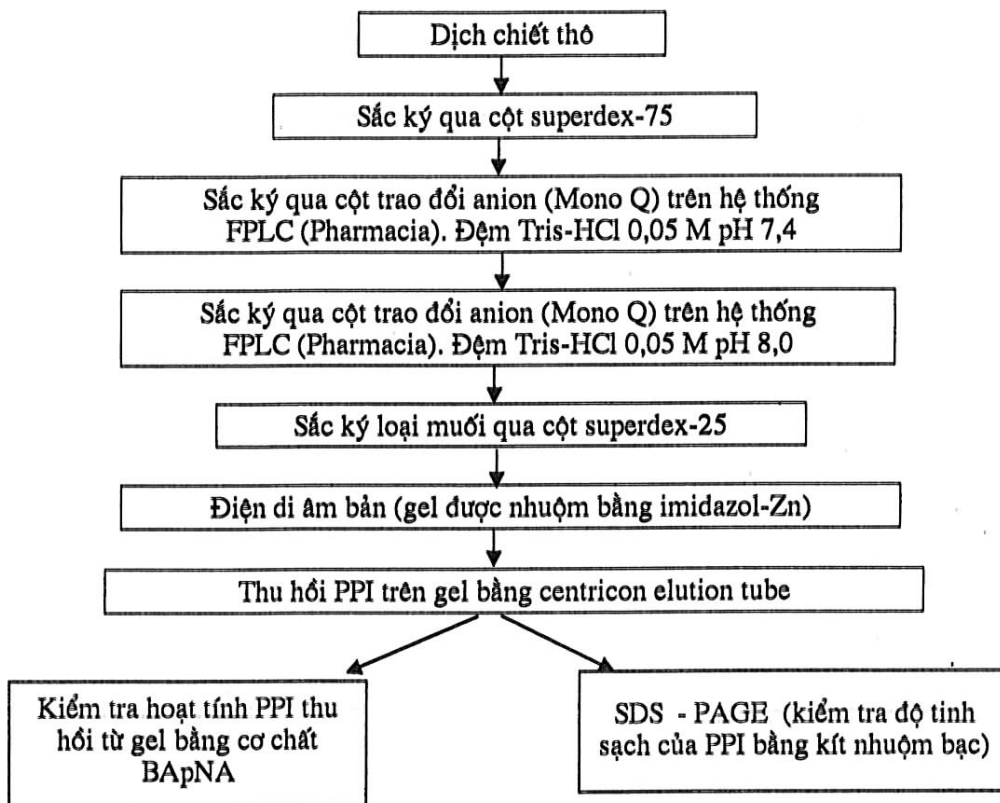 Dịch chiết thô
Sắc ký qua cột superdex-75
Sắc ký qua cột trao đổi anion (Mono Q) trên hệ thống
FPLC (Pharmacia). Đệm Tris-HCl 0,05 M pH 7,4
Sắc ký qua cột trao đổi anion (Mono Q) trên hệ thống
FPLC (Pharmacia). Đệm Tris-HCl 0,05 M pH 8,0
Sắc ký loại muối qua cột superdex-25
Điện di âm bản (gel được nhuộm bằng imidazol-Zn)
Thu hồi PPI trên gel bằng centricon elution tube
Kiểm tra hoạt tính PPI thu
hồi từ gel bằng cơ chất
BApNA
SDS - PAGE (kiểm tra độ tinh
sạch của PPI bằng kít nhuộm bạc)